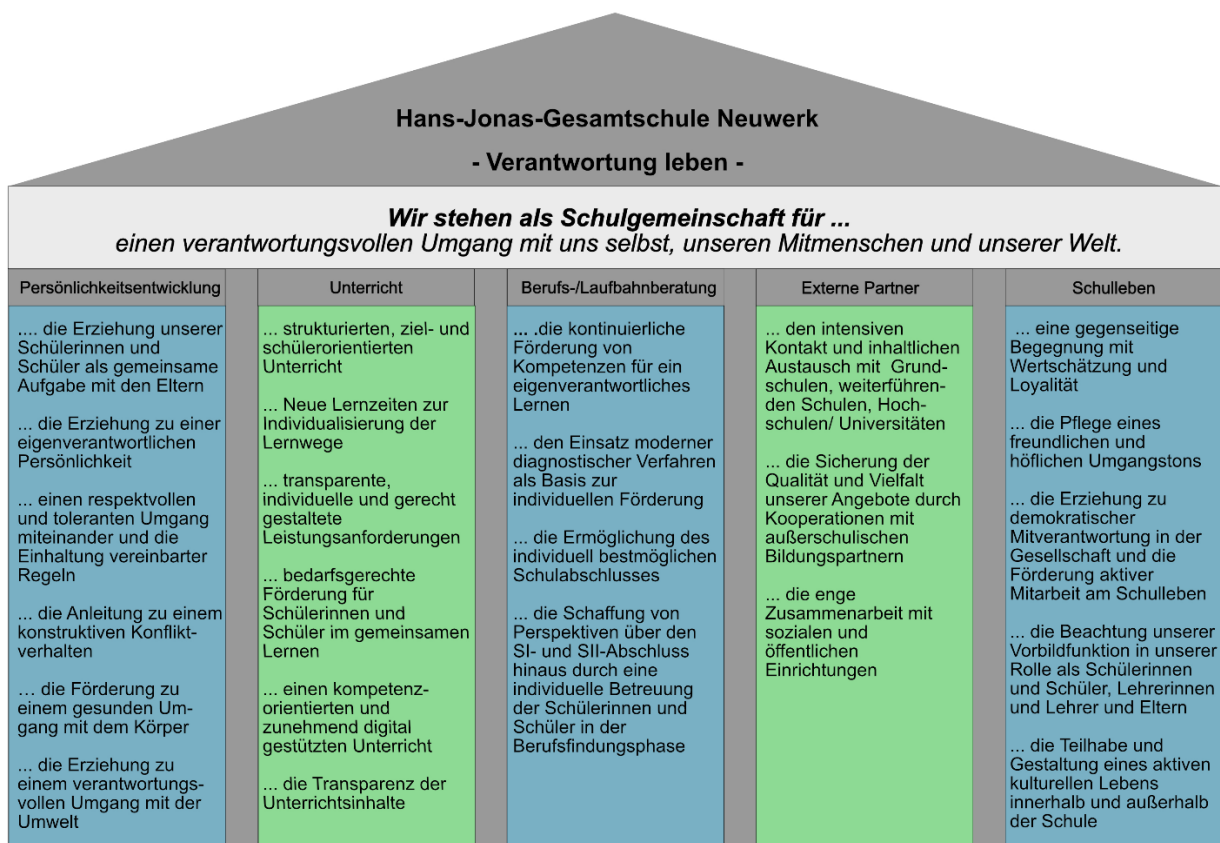 Hans-Jonas-Gesamtschule Neuwerk
- Verantwortung leben -
Wir stehen als Schulgemeinschaft für ...
einen verantwortungsvollen Umgang mit uns selbst, unseren Mitmenschen und unserer Welt.
Persönlichkeitsentwicklung
.... die Erziehung unserer
Schülerinnen und
Schüler als gemeinsame
Aufgabe mit den Eltern
... die Erziehung zu einer
eigenverantwortlichen
Persönlichkeit
... einen respektvollen
und toleranten Umgang
miteinander und die
Einhaltung vereinbarter
Regeln
... die Anleitung zu einem
konstruktiven Konflikt-
verhalten
... die Förderung zu
einem gesunden Um-
gang mit dem Körper
... die Erziehung zu
einem verantwortungs-
vollen Umgang mit der
Umwelt
Unterricht
... strukturierten, ziel- und
schülerorientierten
Unterricht
... Neue Lernzeiten zur
Individualisierung der
Lernwege
... transparente,
individuelle und gerecht
gestaltete
Leistungsanforderungen
... bedarfsgerechte
Förderung für
Schülerinnen und
Schüler im gemeinsamen
Lernen
... einen kompetenz-
orientierten und
zunehmend digital
gestützten Unterricht
... die Transparenz der
Unterrichtsinhalte
Berufs-/Laufbahnberatung
... .die kontinuierliche
Förderung von
Kompetenzen für ein
eigenverantwortliches
Lernen
... den Einsatz moderner
diagnostischer Verfahren
als Basis zur
individuellen Förderung
... die Ermöglichung des
individuell bestmöglichen
Schulabschlusses
... die Schaffung von
Perspektiven über den
SI- und SII-Abschluss
hinaus durch eine
individuelle Betreuung
der Schülerinnen und
Schüler in der
Berufsfindungsphase
Externe Partner
... den intensiven
Kontakt und inhaltlichen
Austausch mit Grund-
schulen, weiterführen-
den Schulen, Hoch-
schulen/ Universitäten
... die Sicherung der
Qualität und Vielfalt
unserer Angebote durch
Kooperationen mit
außerschulischen
Bildungspartnern
... die enge
Zusammenarbeit mit
sozialen und
öffentlichen
Einrichtungen
Schulleben
... eine gegenseitige
Begegnung mit
Wertschätzung und
Loyalität
... die Pflege eines
freundlichen und
höflichen Umgangstons
... die Erziehung zu
demokratischer
Mitverantwortung in der
Gesellschaft und die
Förderung aktiver
Mitarbeit am Schulleben
... die Beachtung unserer
Vorbildfunktion in unserer
Rolle als Schülerinnen
und Schüler, Lehrerinnen
und Lehrer und Eltern
... die Teilhabe und
Gestaltung eines aktiven
kulturellen Lebens
innerhalb und außerhalb
der Schule